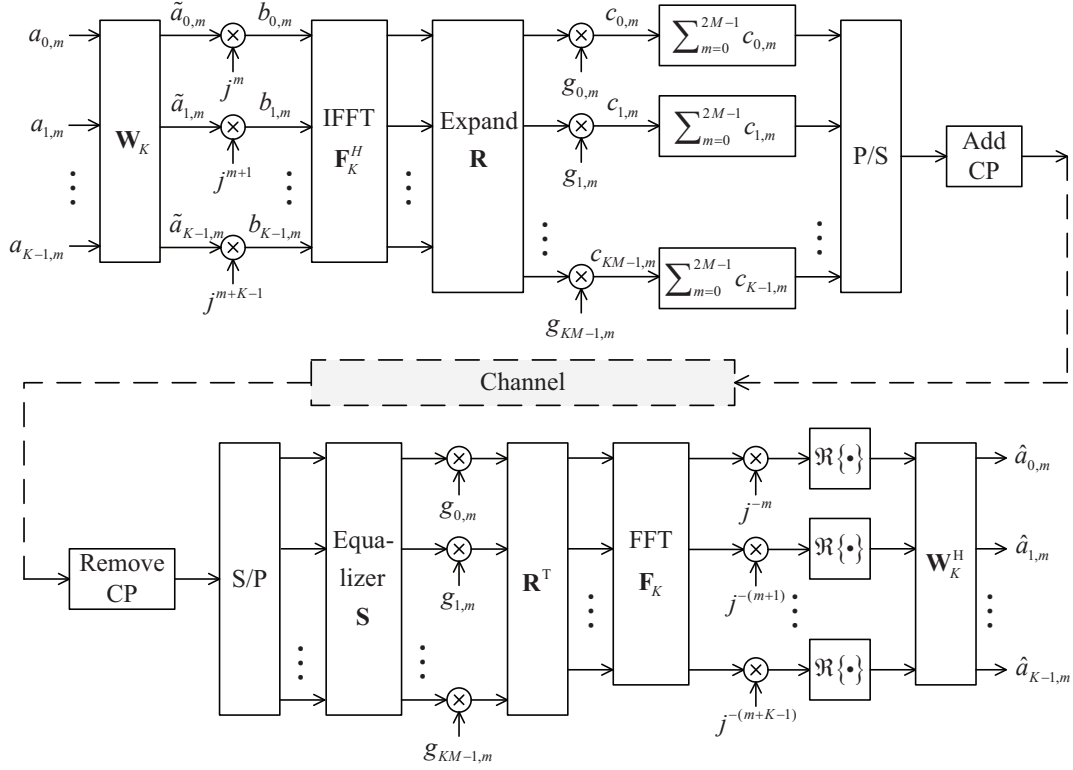 a_{0,m}
a_{1,m}
⋮
a_{K-1,m}
W_K
ã_{0,m}
j^m
b_{0,m}
ã_{1,m}
j^{m+1}
b_{1,m}
⋮
ã_{K-1,m}
j^{m+K-1}
b_{K-1,m}
IFFT
F_K^H
⋮
Expand
R
c_{0,m}
g_{0,m}
∑_{m=0}^{2M-1} c_{0,m}
c_{1,m}
g_{1,m}
∑_{m=0}^{2M-1} c_{1,m}
⋮
c_{KM-1,m}
g_{KM-1,m}
∑_{m=0}^{2M-1} c_{K-1,m}
⋮
P/S
Add
CP
Channel
Remove
CP
S/P
⋮
Equa-
lizer
S
⋮
g_{0,m}
g_{1,m}
g_{KM-1,m}
R^T
⋮
FFT
F_K
j^{-m}
ℜ{•}
j^{-(m+1)}
ℜ{•}
⋮
j^{-(m+K-1)}
ℜ{•}
W_K^H
â_{0,m}
â_{1,m}
⋮
â_{K-1,m}